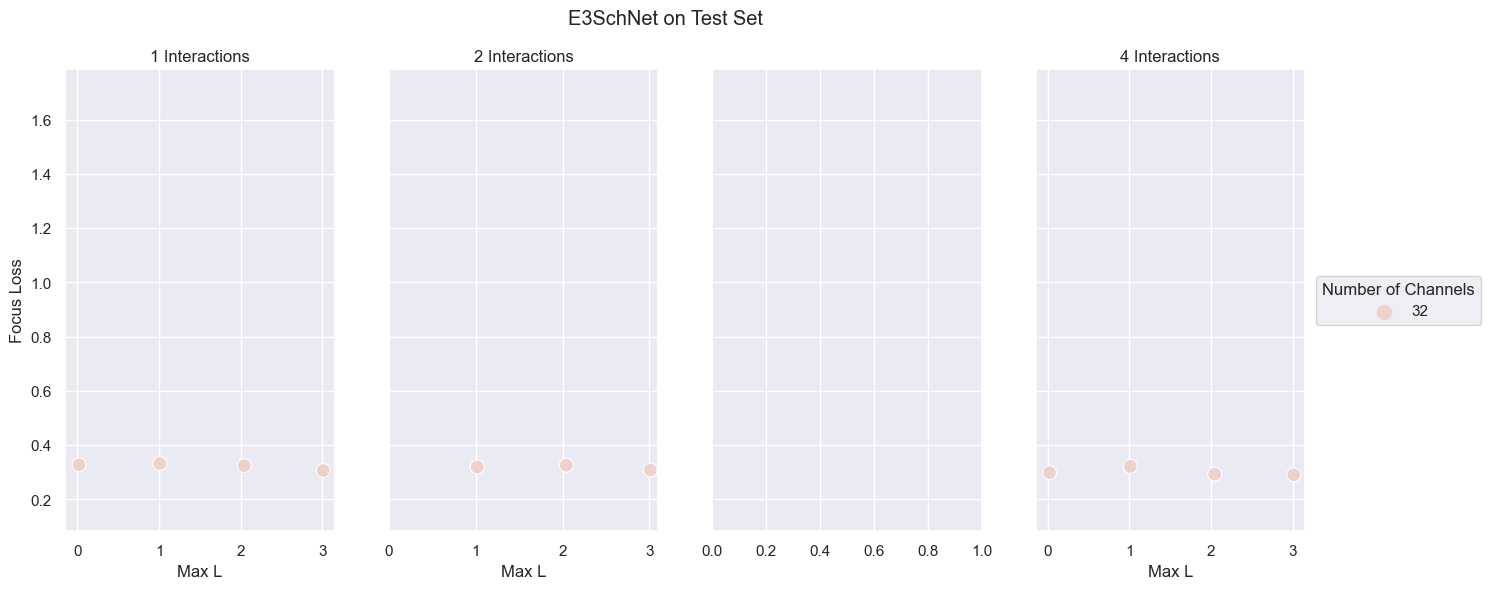 E3SchNet on Test Set
1 Interactions
2 Interactions
4 Interactions
1.6
1.4
1.2
1.0
0.8
0.6
0.4
0.2
Focus Loss
0 1 2 3
Max L
0 1 2 3
Max L
0.0 0.2 0.4 0.6 0.8 1.0
0 1 2 3
Max L
Number of Channels
32